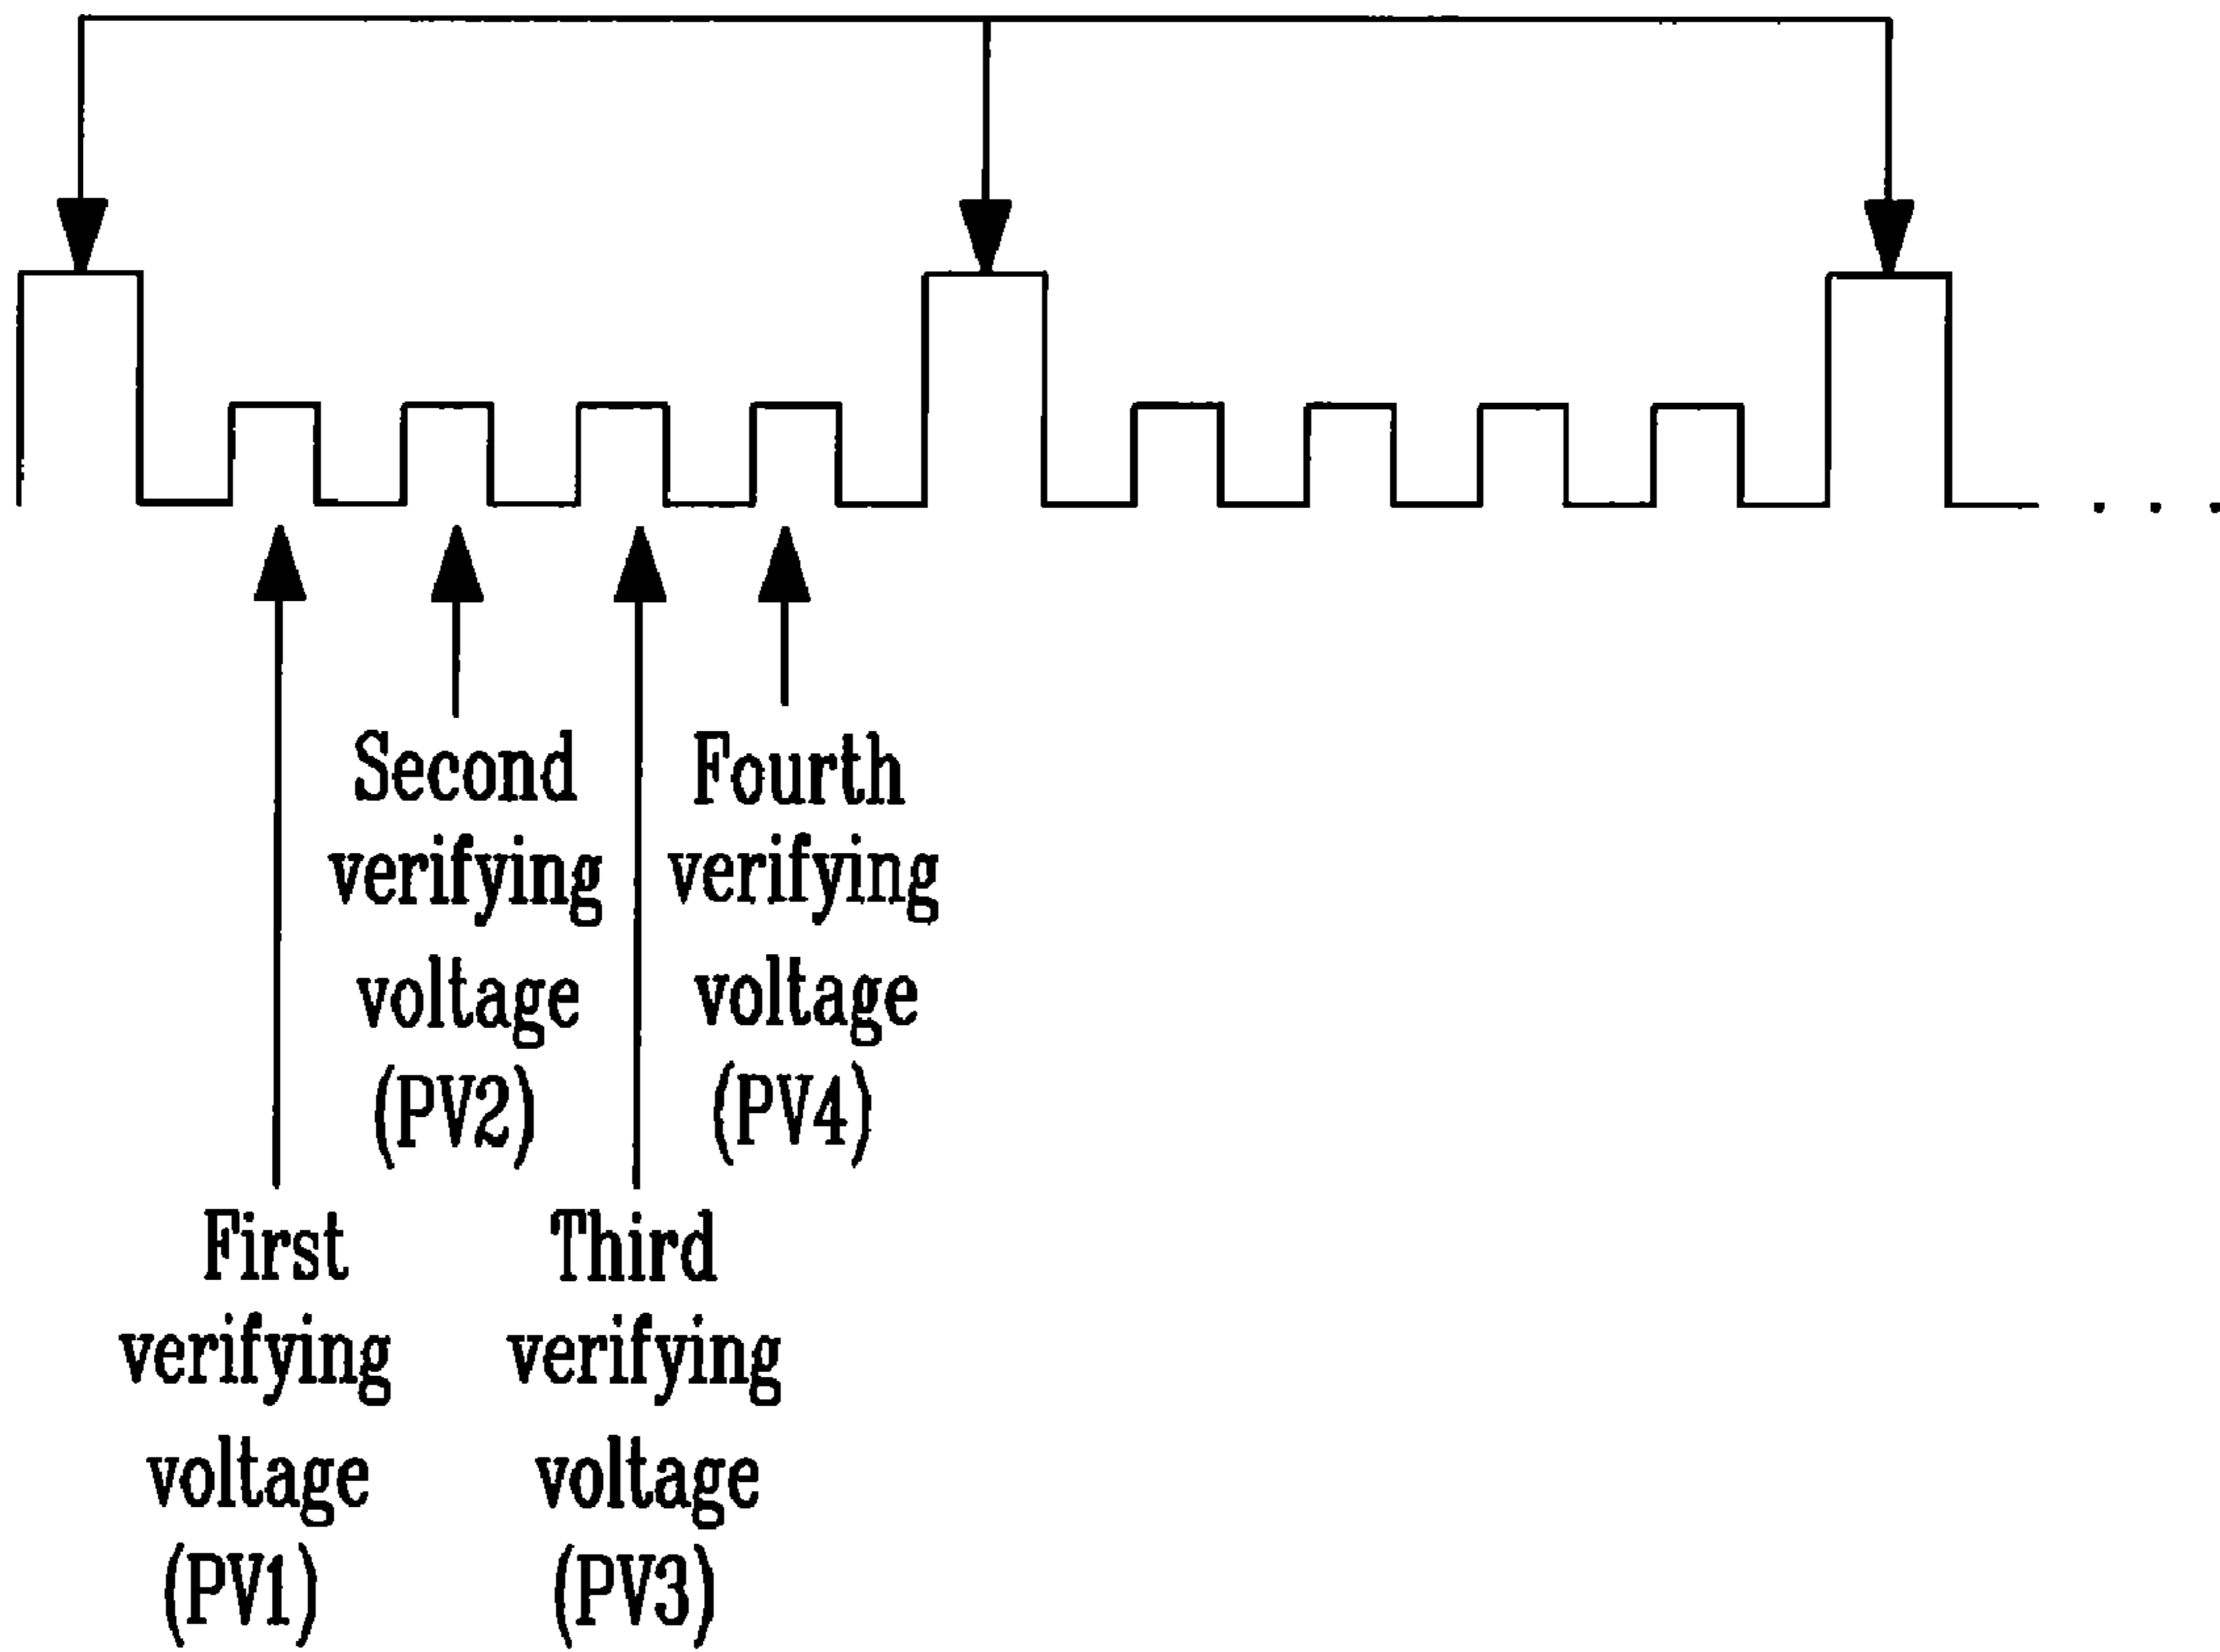 Second
verifying
voltage
(PV2)
Fourth
verifying
voltage
(PV4)
First
verifying
voltage
(PV1)
Third
verifying
voltage
(PV3)